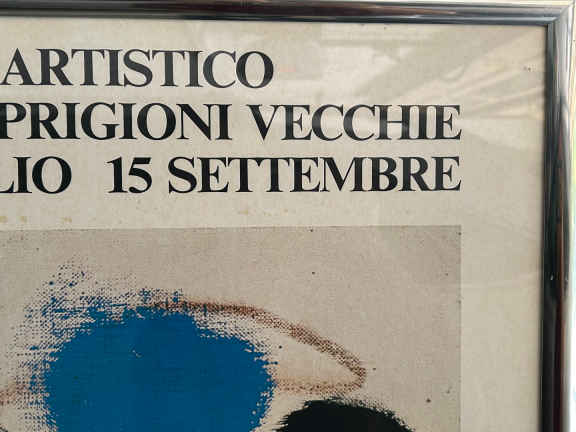 ARTISTICO
PRIGIONI VECCHIE
LIO 15 SETTEMBRE